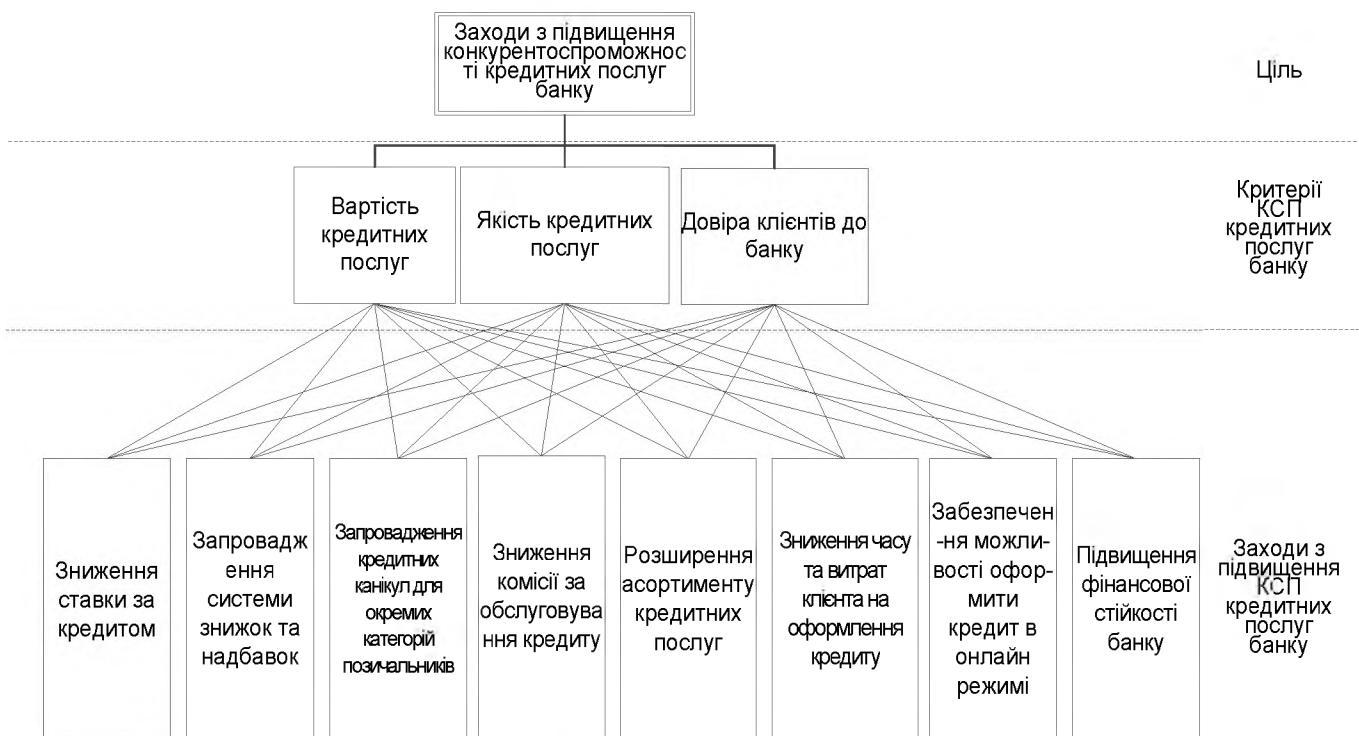 Заходи з підвищення
конкурентоспроможнос
ті кредитних послуг
банку
Ціль
Вартість
кредитних
послуг
Якість кредитних
послуг
Довіра клієнтів до
банку
Критерії
КСП
кредитних
послуг
банку
Зниження
ставки за
кредитом
Запровадж
ення
системи
знижок та
надбавок
Запровадження
кредитних
канікул для
окремих
категорій
позичальників
Зниження
комісії за
обслуговува
ння кредиту
Розширення
асортименту
кредитних
послуг
Зниження часу
та витрат
клієнта на
оформлення
кредиту
Забезпечен
-ня можли-
вості офор-
мити
кредит в
онлайн
режимі
Підвищення
фінансової
стійкості
банку
Заходи з
підвищення
КСП
кредитних
послуг
банку